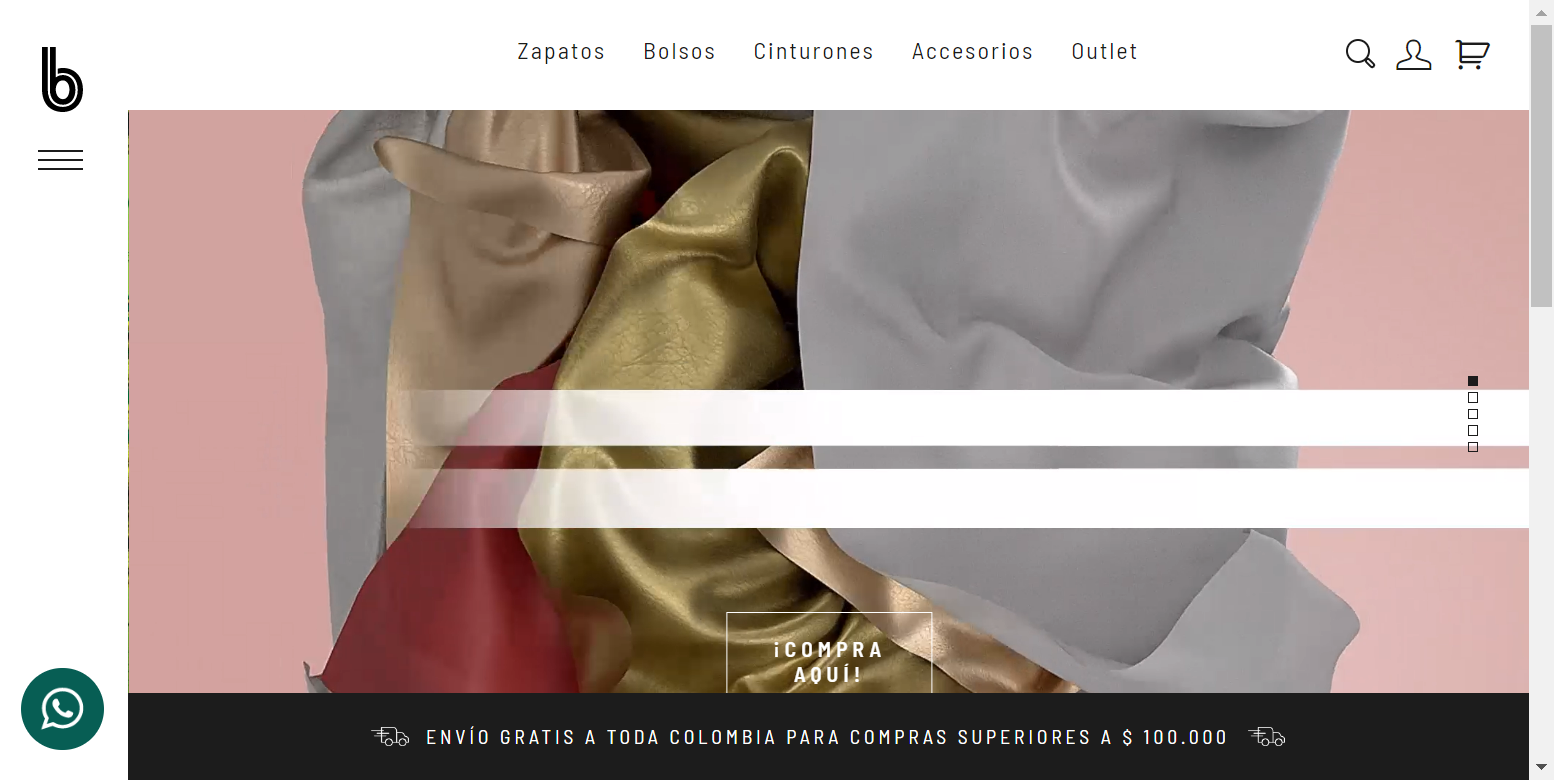 b
Zapatos Bolsos Cinturones Accesorios Outlet
¡COMPRA
AQUÍ!
ENVÍO GRATIS A TODA COLOMBIA PARA COMPRAS SUPERIORES A $ 100.000